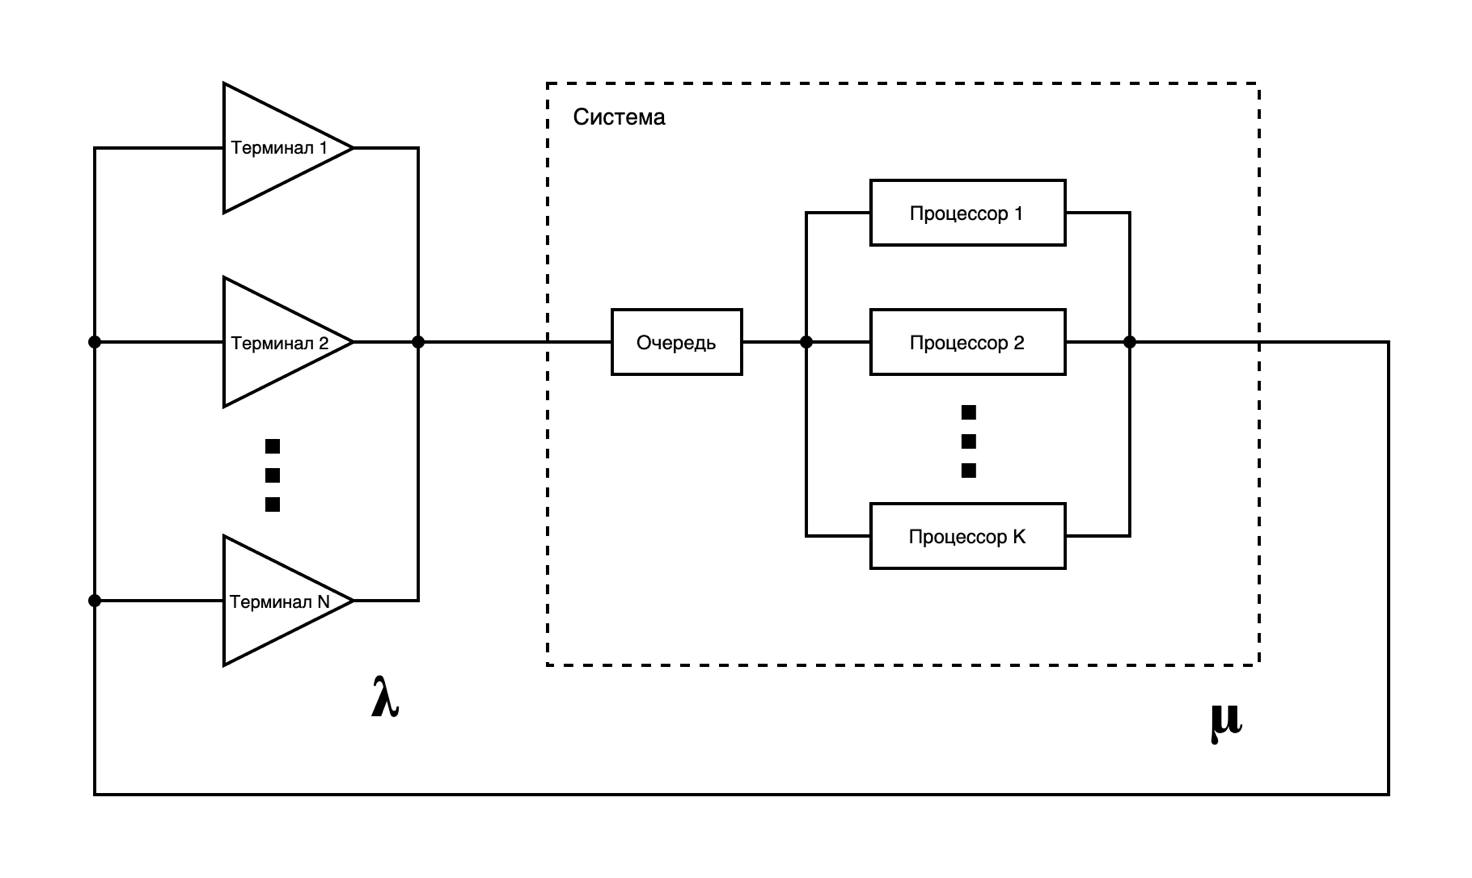 Система
Терминал 1
Терминал 2
Терминал N
Очередь
Процессор 1
Процессор 2
Процессор K
λ
μ